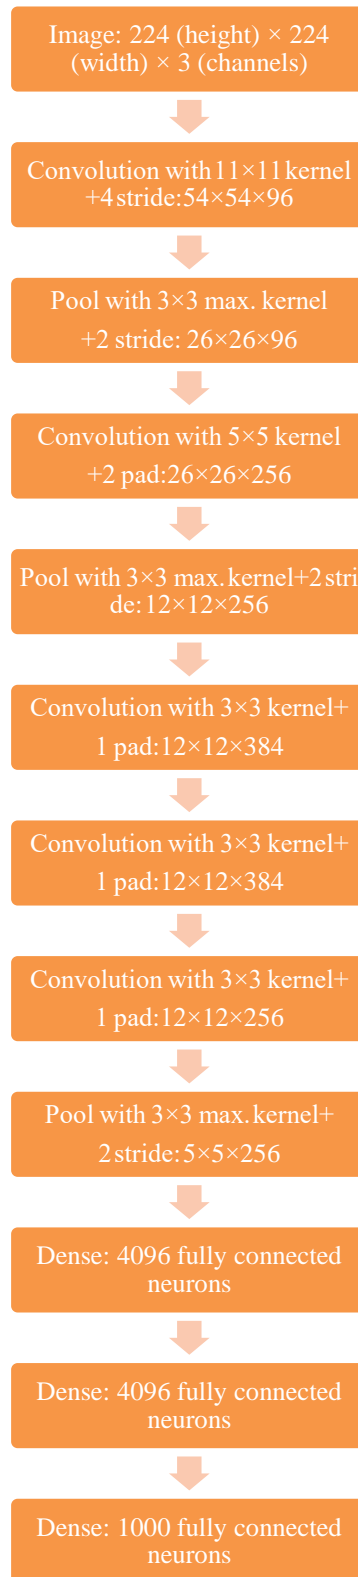 Image: 224 (height) × 224
(width) × 3 (channels)
Convolution with 11×11 kernel
+4 stride:54×54×96
Pool with 3×3 max. kernel
+2 stride: 26×26×96
Convolution with 5×5 kernel
+2 pad:26×26×256
Pool with 3×3 max. kernel+2 stri
de: 12×12×256
Convolution with 3×3 kernel+
1 pad:12×12×384
Convolution with 3×3 kernel+
1 pad:12×12×384
Convolution with 3×3 kernel+
1 pad:12×12×256
Pool with 3×3 max. kernel+
2 stride: 5×5×256
Dense: 4096 fully connected
neurons
Dense: 4096 fully connected
neurons
Dense: 1000 fully connected
neurons